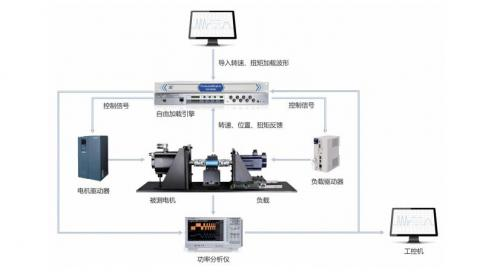 导入转速、扭矩加载波形
控制信号
控制信号
自由加载引擎
转速、位置、扭矩反馈
电机驱动器
被测电机
负载
负载驱动器
功率分析仪
工控机